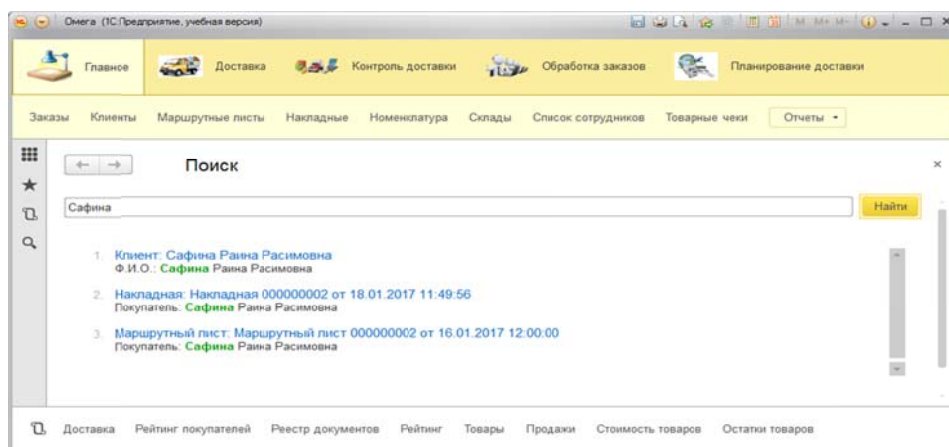 Омега (1С:Предприятие, учебная версия)
M M+ M-
Главное Доставка Контроль доставки Обработка заказов Планирование доставки
Заказы Клиенты Маршрутные листы Накладные Номенклатура Склады Список сотрудников Товарные чеки Отчеты
Поиск
Сафина Найти
1. Клиент: Сафина Раина Расимовна
Ф.И.О.: Сафина Раина Расимовна
2. Накладная: Накладная 000000002 от 18.01.2017 11:49:56
Покупатель: Сафина Раина Расимовна
3. Маршрутный лист: Маршрутный лист 000000002 от 16.01.2017 12:00:00
Покупатель: Сафина Раина Расимовна
Доставка Рейтинг покупателей Реестр документов Рейтинг Товары Продажи Стоимость товаров Остатки товаров